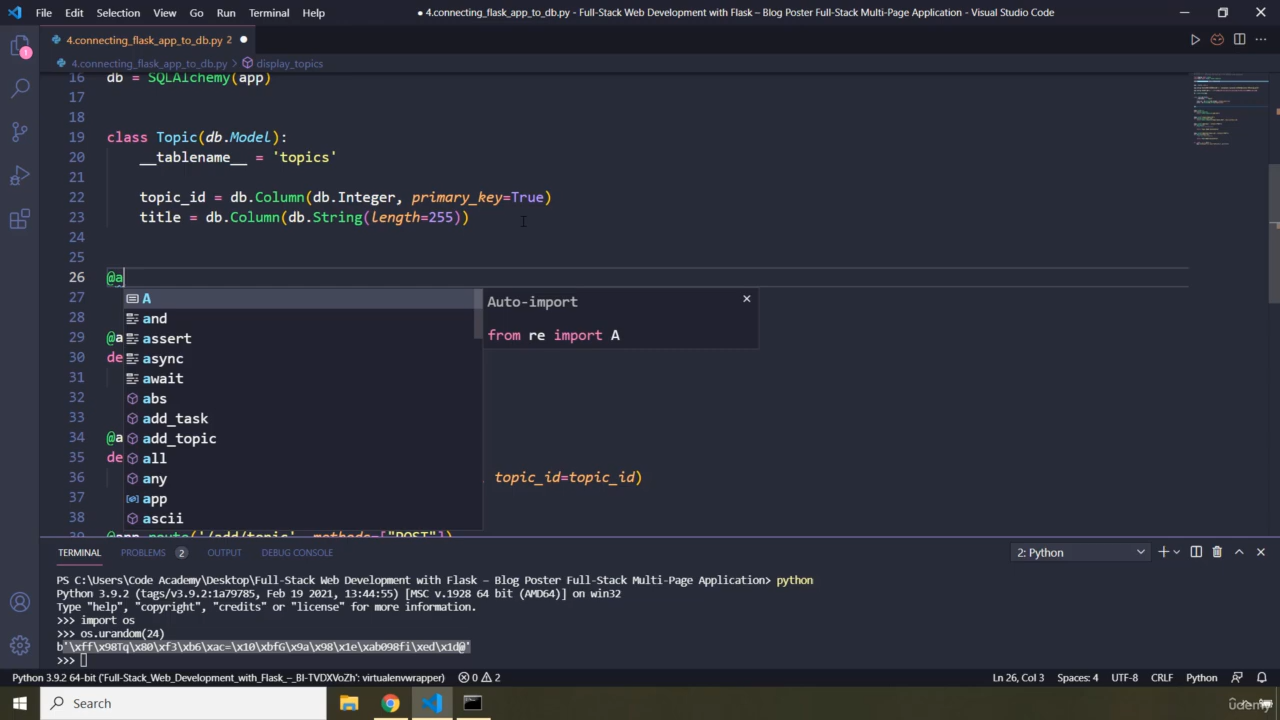 File Edit Selection View Go Run Terminal Help
● 4.connecting_flask_app_to_db.py - Full-Stack Web Development with Flask – Blog Poster Full-Stack Multi-Page Application - Visual Studio Code
4.connecting_flask_app_to_db.py 2 ●
4.connecting_flask_app_to_db.py > display_topics
16 db = SQLAlchemy(app)
17
18
19 class Topic(db.Model):
20 __tablename__ = 'topics'
21
22 topic_id = db.Column(db.Integer, primary_key=True)
23 title = db.Column(db.String(length=255))
24
25
26 @a
27 A Auto-import
28 and
from re import A
29 @a assert
30 de async
31 await
32 abs
33 add_task
34 @a add_topic
35 de all
36 any topic_id=topic_id)
37 app
38 ascii
39 @app.route('/add/topic', methods=["POST"])
TERMINAL PROBLEMS 2 OUTPUT DEBUG CONSOLE 2: Python
PS C:\Users\Code Academy\Desktop\Full-Stack Web Development with Flask – Blog Poster Full-Stack Multi-Page Application> python
Python 3.9.2 (tags/v3.9.2:1a79785, Feb 19 2021, 13:44:55) [MSC v.1928 64 bit (AMD64)] on win32
Type "help", "copyright", "credits" or "license" for more information.
>>> import os
>>> os.urandom(24)
b'\xff\x98Tq\x80\xf3\xb6\xac=\x10\xbfG\x9a\x98\x1e\xab098fi\xed\x1d@'
>>>
Python 3.9.2 64-bit ('Full-Stack_Web_Development_with_Flask_–_Bl-TVDXVoZh': virtualenvwrapper) 0 2 Ln 26, Col 3 Spaces: 4 UTF-8 CRLF Python
Search
udemy